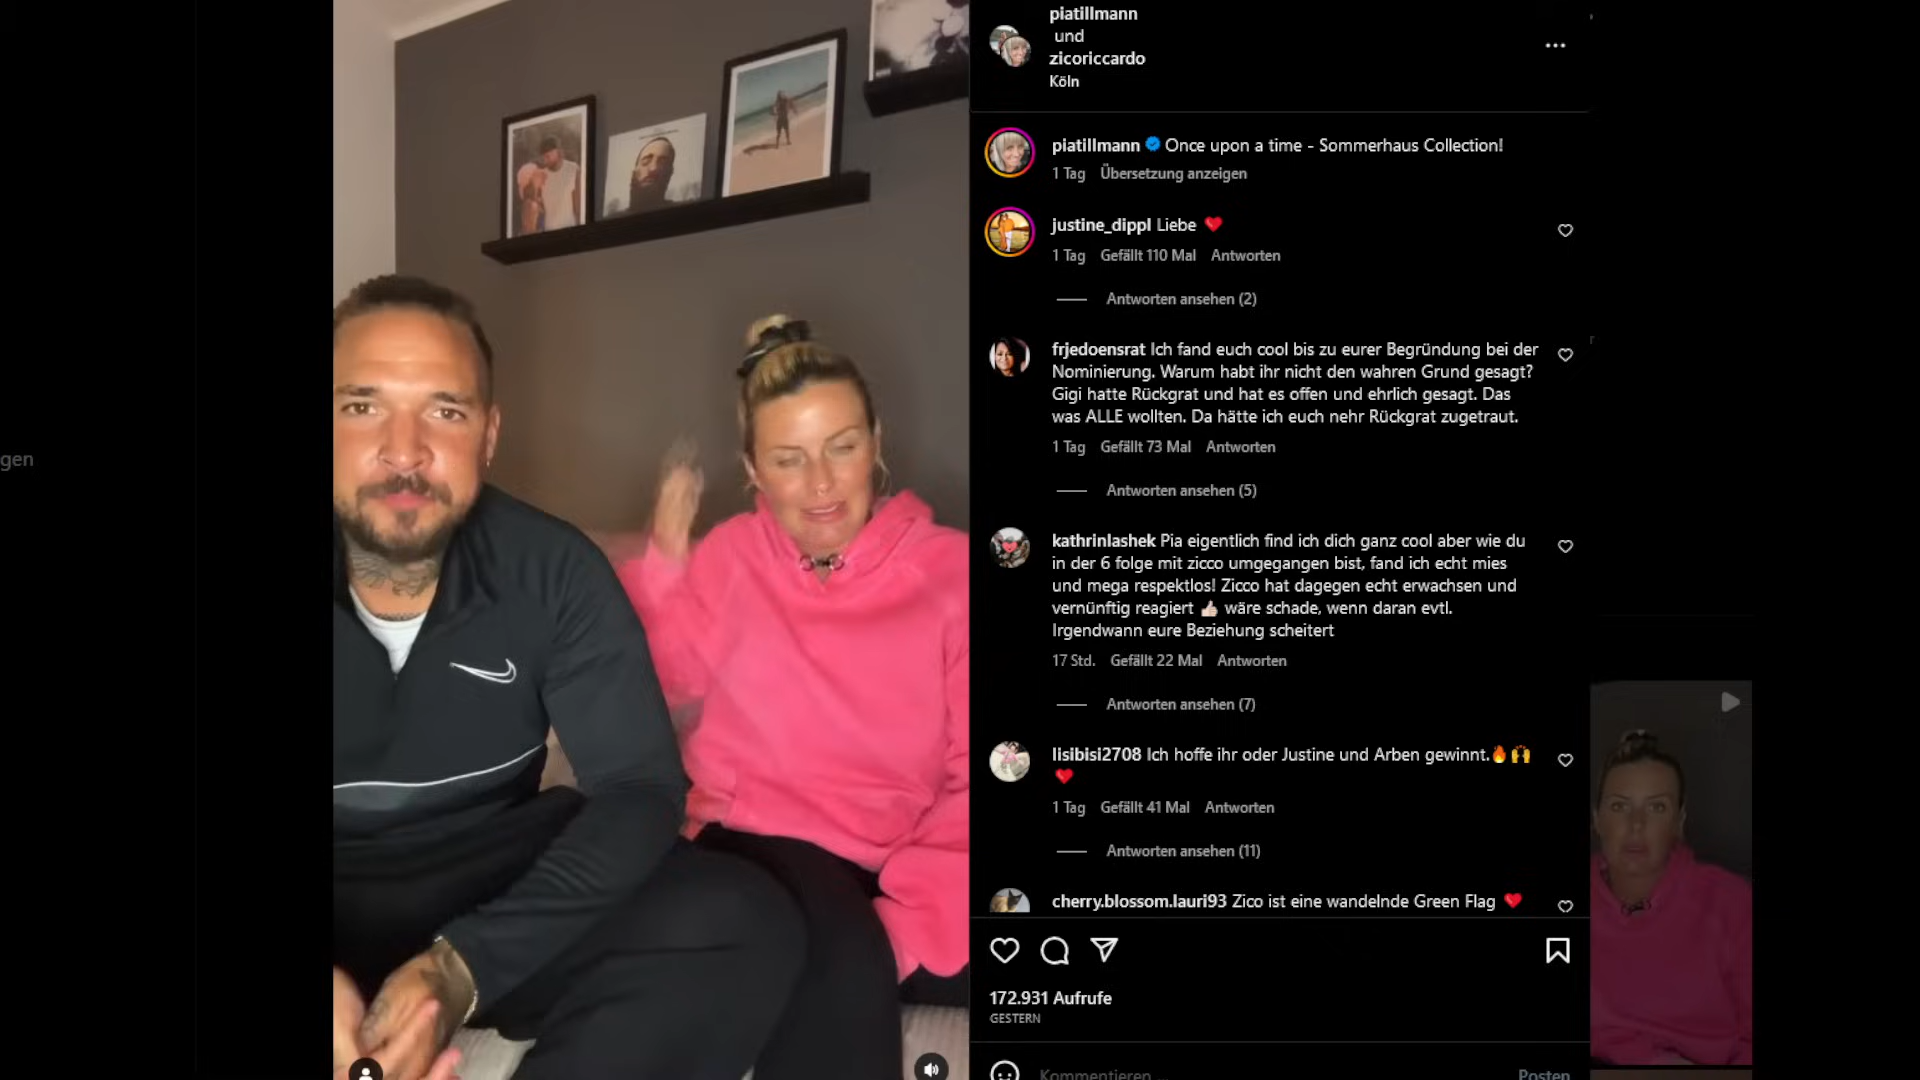 piatillmann
und
zicoriccardo
Köln
piatillmann Once upon a time - Sommerhaus Collection!
1 Tag Übersetzung anzeigen
justine_dippl Liebe ❤️
1 Tag Gefällt 110 Mal Antworten
Antworten ansehen (2)
frjedoensrat Ich fand euch cool bis zu eurer Begründung bei der
Nominierung. Warum habt ihr nicht den wahren Grund gesagt?
Gigi hatte Rückgrat und hat es offen und ehrlich gesagt. Das
was ALLE wollten. Da hätte ich euch nehr Rückgrat zugetraut.
1 Tag Gefällt 73 Mal Antworten
Antworten ansehen (5)
gen
kathrinlashek Pia eigentlich find ich dich ganz cool aber wie du
in der 6 folge mit zicco umgegangen bist, fand ich echt mies
und mega respektlos! Zicco hat dagegen echt erwachsen und
vernünftig reagiert 👍🏻 wäre schade, wenn daran evtl.
Irgendwann eure Beziehung scheitert
17 Std. Gefällt 22 Mal Antworten
Antworten ansehen (7)
lisibisi2708 Ich hoffe ihr oder Justine und Arben gewinnt.🔥🙌
❤️
1 Tag Gefällt 41 Mal Antworten
Antworten ansehen (11)
cherry.blossom.lauri93 Zico ist eine wandelnde Green Flag ❤️
172.931 Aufrufe
GESTERN
Kommentieren ...
Posten